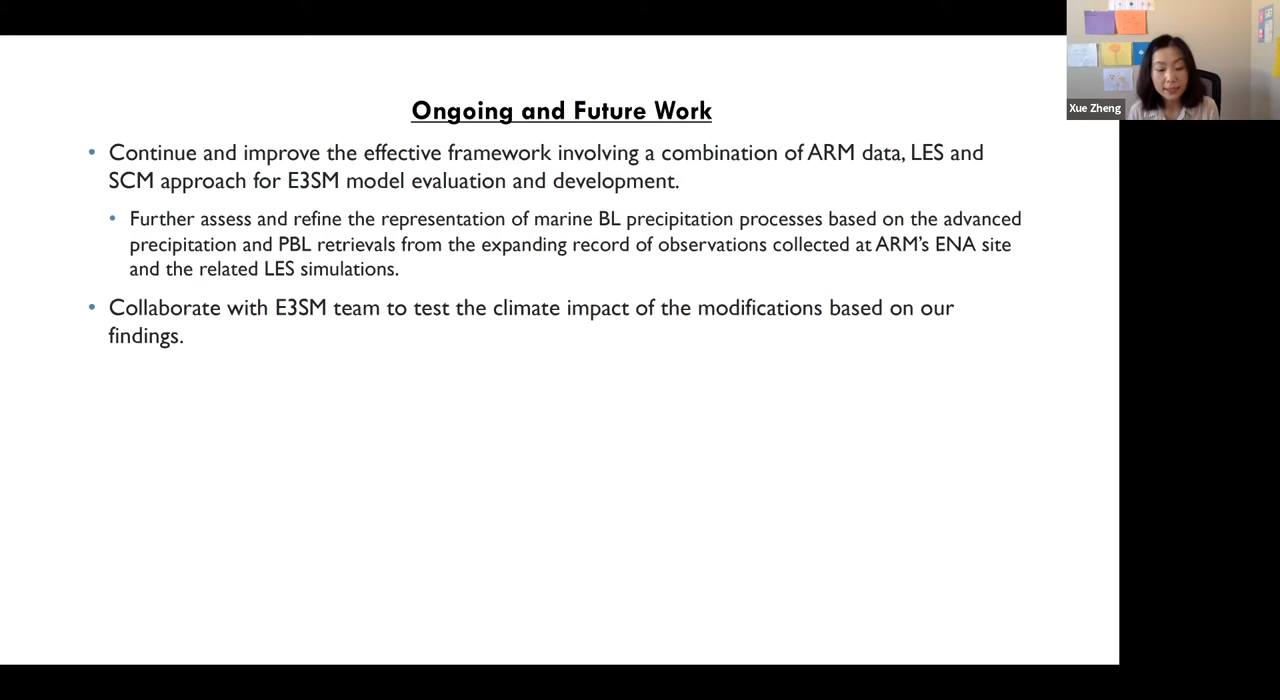 Ongoing and Future Work
• Continue and improve the effective framework involving a combination of ARM data, LES and
SCM approach for E3SM model evaluation and development.
• Further assess and refine the representation of marine BL precipitation processes based on the advanced
precipitation and PBL retrievals from the expanding record of observations collected at ARM’s ENA site
and the related LES simulations.
• Collaborate with E3SM team to test the climate impact of the modifications based on our
findings.
Xue Zheng